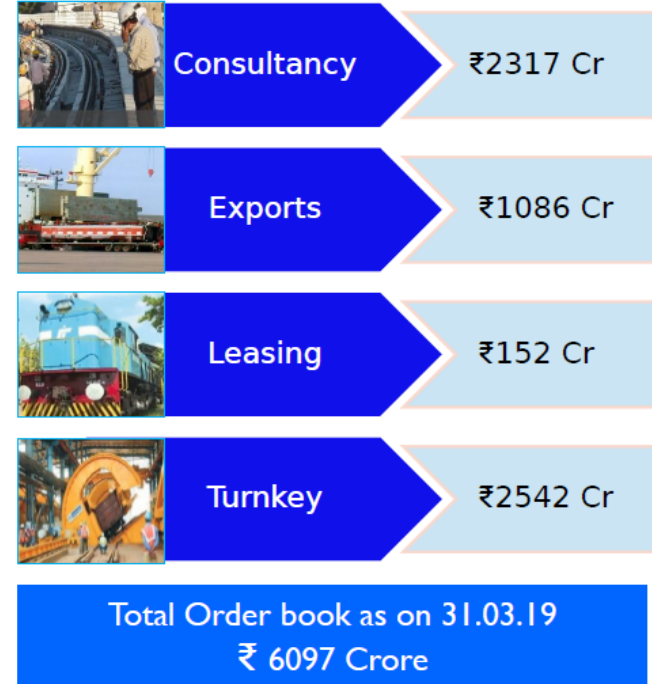 Consultancy ₹2317 Cr
Exports ₹1086 Cr
Leasing ₹152 Cr
Turnkey ₹2542 Cr
Total Order book as on 31.03.19
₹ 6097 Crore